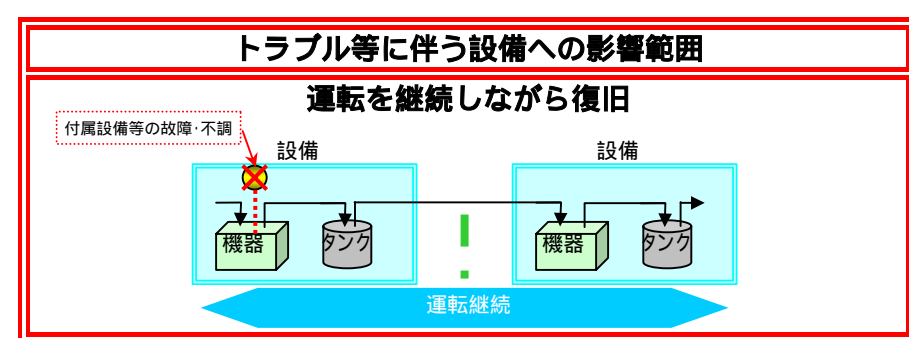 トラブル等に伴う設備への影響範囲
運転を継続しながら復旧
付属設備等の故障・不調
設備
設備
機器
タンク
!
機器
タンク
運転継続